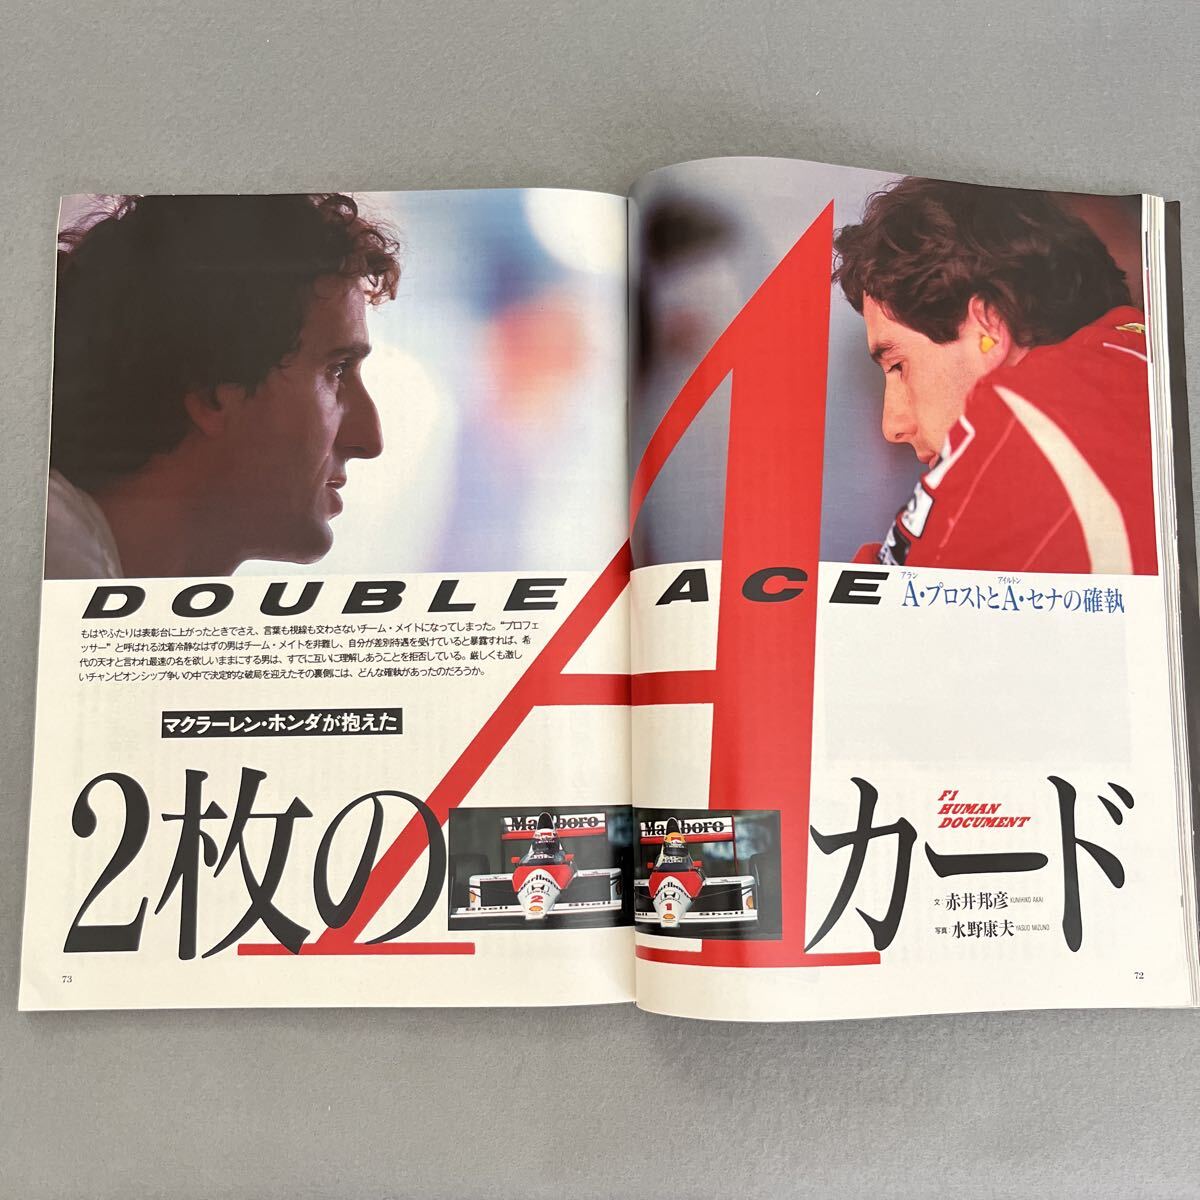 DOUBLE ACE
アラン アイルトン
A・プロストとA・セナの確執
もはやふたりは表彰台に上がったときでさえ、言葉も視線も交わさないチーム・メイトになってしまった。“プロフェ
ッサー”と呼ばれる沈着冷静なはずの男はチーム・メイトを非難し、自分が差別待遇を受けていると暴露すれば、希
代の天才と言われ最速の名を欲しいままにする男は、すでに互いに理解しあうことを拒否している。厳しくも激し
いチャンピオンシップ争いの中で決定的な破局を迎えたその裏側には、どんな確執があったのだろうか。
マクラーレン・ホンダが抱えた
2枚のAカード
F1
HUMAN
DOCUMENT
文:赤井邦彦 KUNIHIKO AKAI
写真:水野康夫 YASUO MIZUNO
Marlboro
Marlboro
2
Shell
Marlboro
Marlboro
1
Shell
Shell
73
72